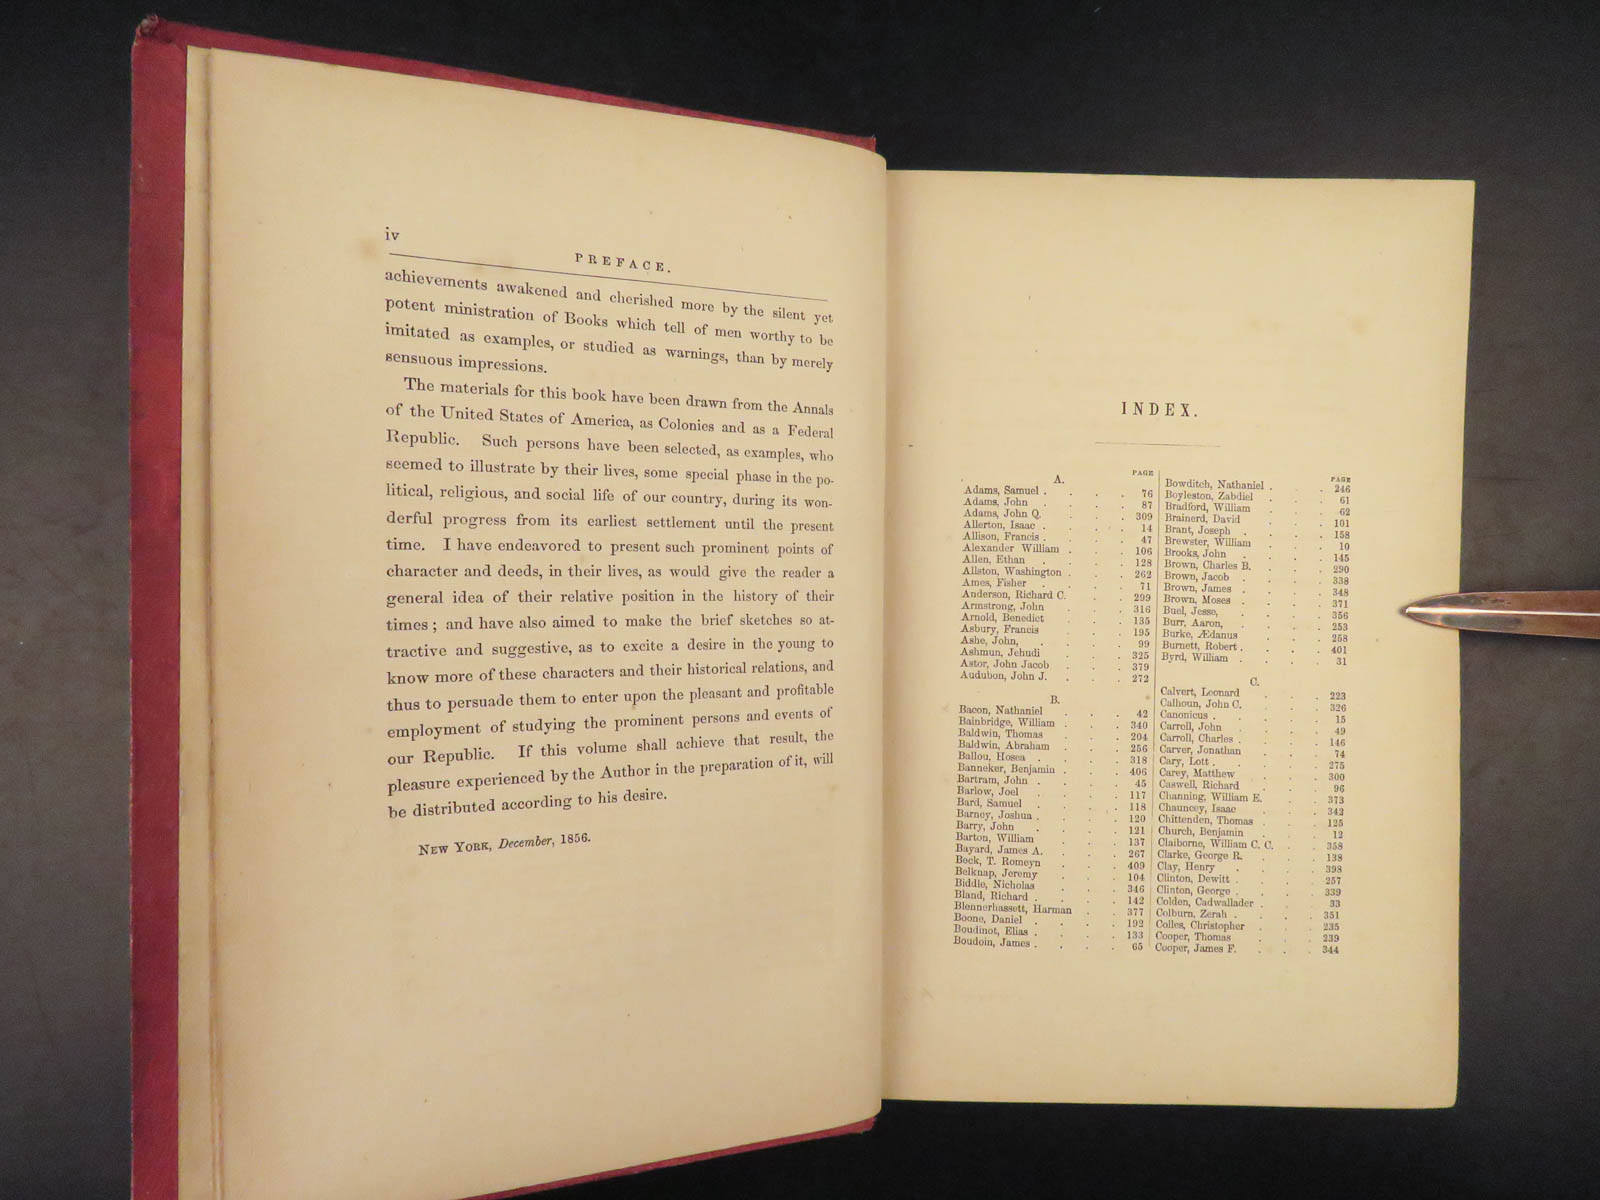 iv
PREFACE.
achievements awakened and cherished more by the silent yet
potent ministration of Books which tell of men worthy to be
imitated as examples, or studied as warnings, than by merely
sensuous impressions.
The materials for this book have been drawn from the Annals
of the United States of America, as Colonies and as a Federal
Republic. Such persons have been selected, as examples, who
seemed to illustrate by their lives, some special phase in the po-
litical, religious, and social life of our country, during its won-
derful progress from its earliest settlement until the present
time. I have endeavored to present such prominent points of
character and deeds, in their lives, as would give the reader a
general idea of their relative position in the history of their
times; and have also aimed to make the brief sketches so at-
tractive and suggestive, as to excite a desire in the young to
know more of these characters and their historical relations, and
thus to persuade them to enter upon the pleasant and profitable
employment of studying the prominent persons and events of
our Republic. If this volume shall achieve that result, the
pleasure experienced by the Author in the preparation of it, will
be distributed according to his desire.
NEW YORK, December, 1856.
INDEX.
PAGE
A.
Adams, Samuel . . . . 76
Adams, John . . . . 87
Adams, John Q. . . . 309
Allerton, Isaac . . . . 14
Allison, Francis . . . . 47
Alexander William . . . 106
Allen, Ethan . . . . 128
Allston, Washington . . . 262
Ames, Fisher . . . . 71
Anderson, Richard C. . . . 299
Armstrong, John . . . 316
Arnold, Benedict . . . 135
Asbury, Francis . . . 195
Ashe, John, . . . . 99
Ashmun, Jehudi . . . 325
Astor, John Jacob . . . 379
Audubon, John J. . . . 272
B.
Bacon, Nathaniel . . . 42
Bainbridge, William . . . 340
Baldwin, Thomas . . . 204
Baldwin, Abraham . . . 256
Ballou, Hosea . . . . 318
Banneker, Benjamin . . . 406
Bartram, John . . . . 45
Barlow, Joel . . . . 117
Bard, Samuel . . . . 118
Barney, Joshua . . . . 120
Barry, John . . . . 121
Barton, William . . . 137
Bayard, James A. . . . 267
Beck, T. Romeyn . . . 409
Belknap, Jeremy . . . 104
Biddle, Nicholas . . . 346
Bland, Richard . . . . 142
Blennerhassett, Harman . . 377
Boone, Daniel . . . . 192
Boudinot, Elias . . . . 133
Boudoin, James . . . . 65
PAGE
Bowditch, Nathaniel . . . 246
Boyleston, Zabdiel . . . 61
Bradford, William . . . 62
Brainerd, David . . . 101
Brant, Joseph . . . . 158
Brewster, William . . . 10
Brooks, John . . . . 145
Brown, Charles B. . . . 290
Brown, Jacob . . . . 338
Brown, James . . . . 348
Brown, Moses . . . . 371
Buel, Jesse, . . . . 356
Burr, Aaron, . . . . 253
Burke, Ædanus . . . 258
Burnett, Robert . . . . 401
Byrd, William . . . . 31
C.
Calvert, Leonard . . . 223
Calhoun, John C. . . . 326
Canonicus . . . . . 15
Carroll, John . . . . 49
Carroll, Charles . . . . 146
Carver, Jonathan . . . 74
Cary, Lott . . . . . 275
Carey, Matthew . . . 300
Caswell, Richard . . . 96
Channing, William E. . . 373
Chauncey, Isaac . . . 342
Chittenden, Thomas . . . 125
Church, Benjamin . . . 12
Claiborne, William C. C. . . 358
Clarke, George R. . . . 138
Clay, Henry . . . . 398
Clinton, Dewitt . . . . 257
Clinton, George . . . . 339
Colden, Cadwallader . . . 33
Colburn, Zerah . . . . 351
Colles, Christopher . . . 235
Cooper, Thomas . . . 239
Cooper, James F. . . . 344